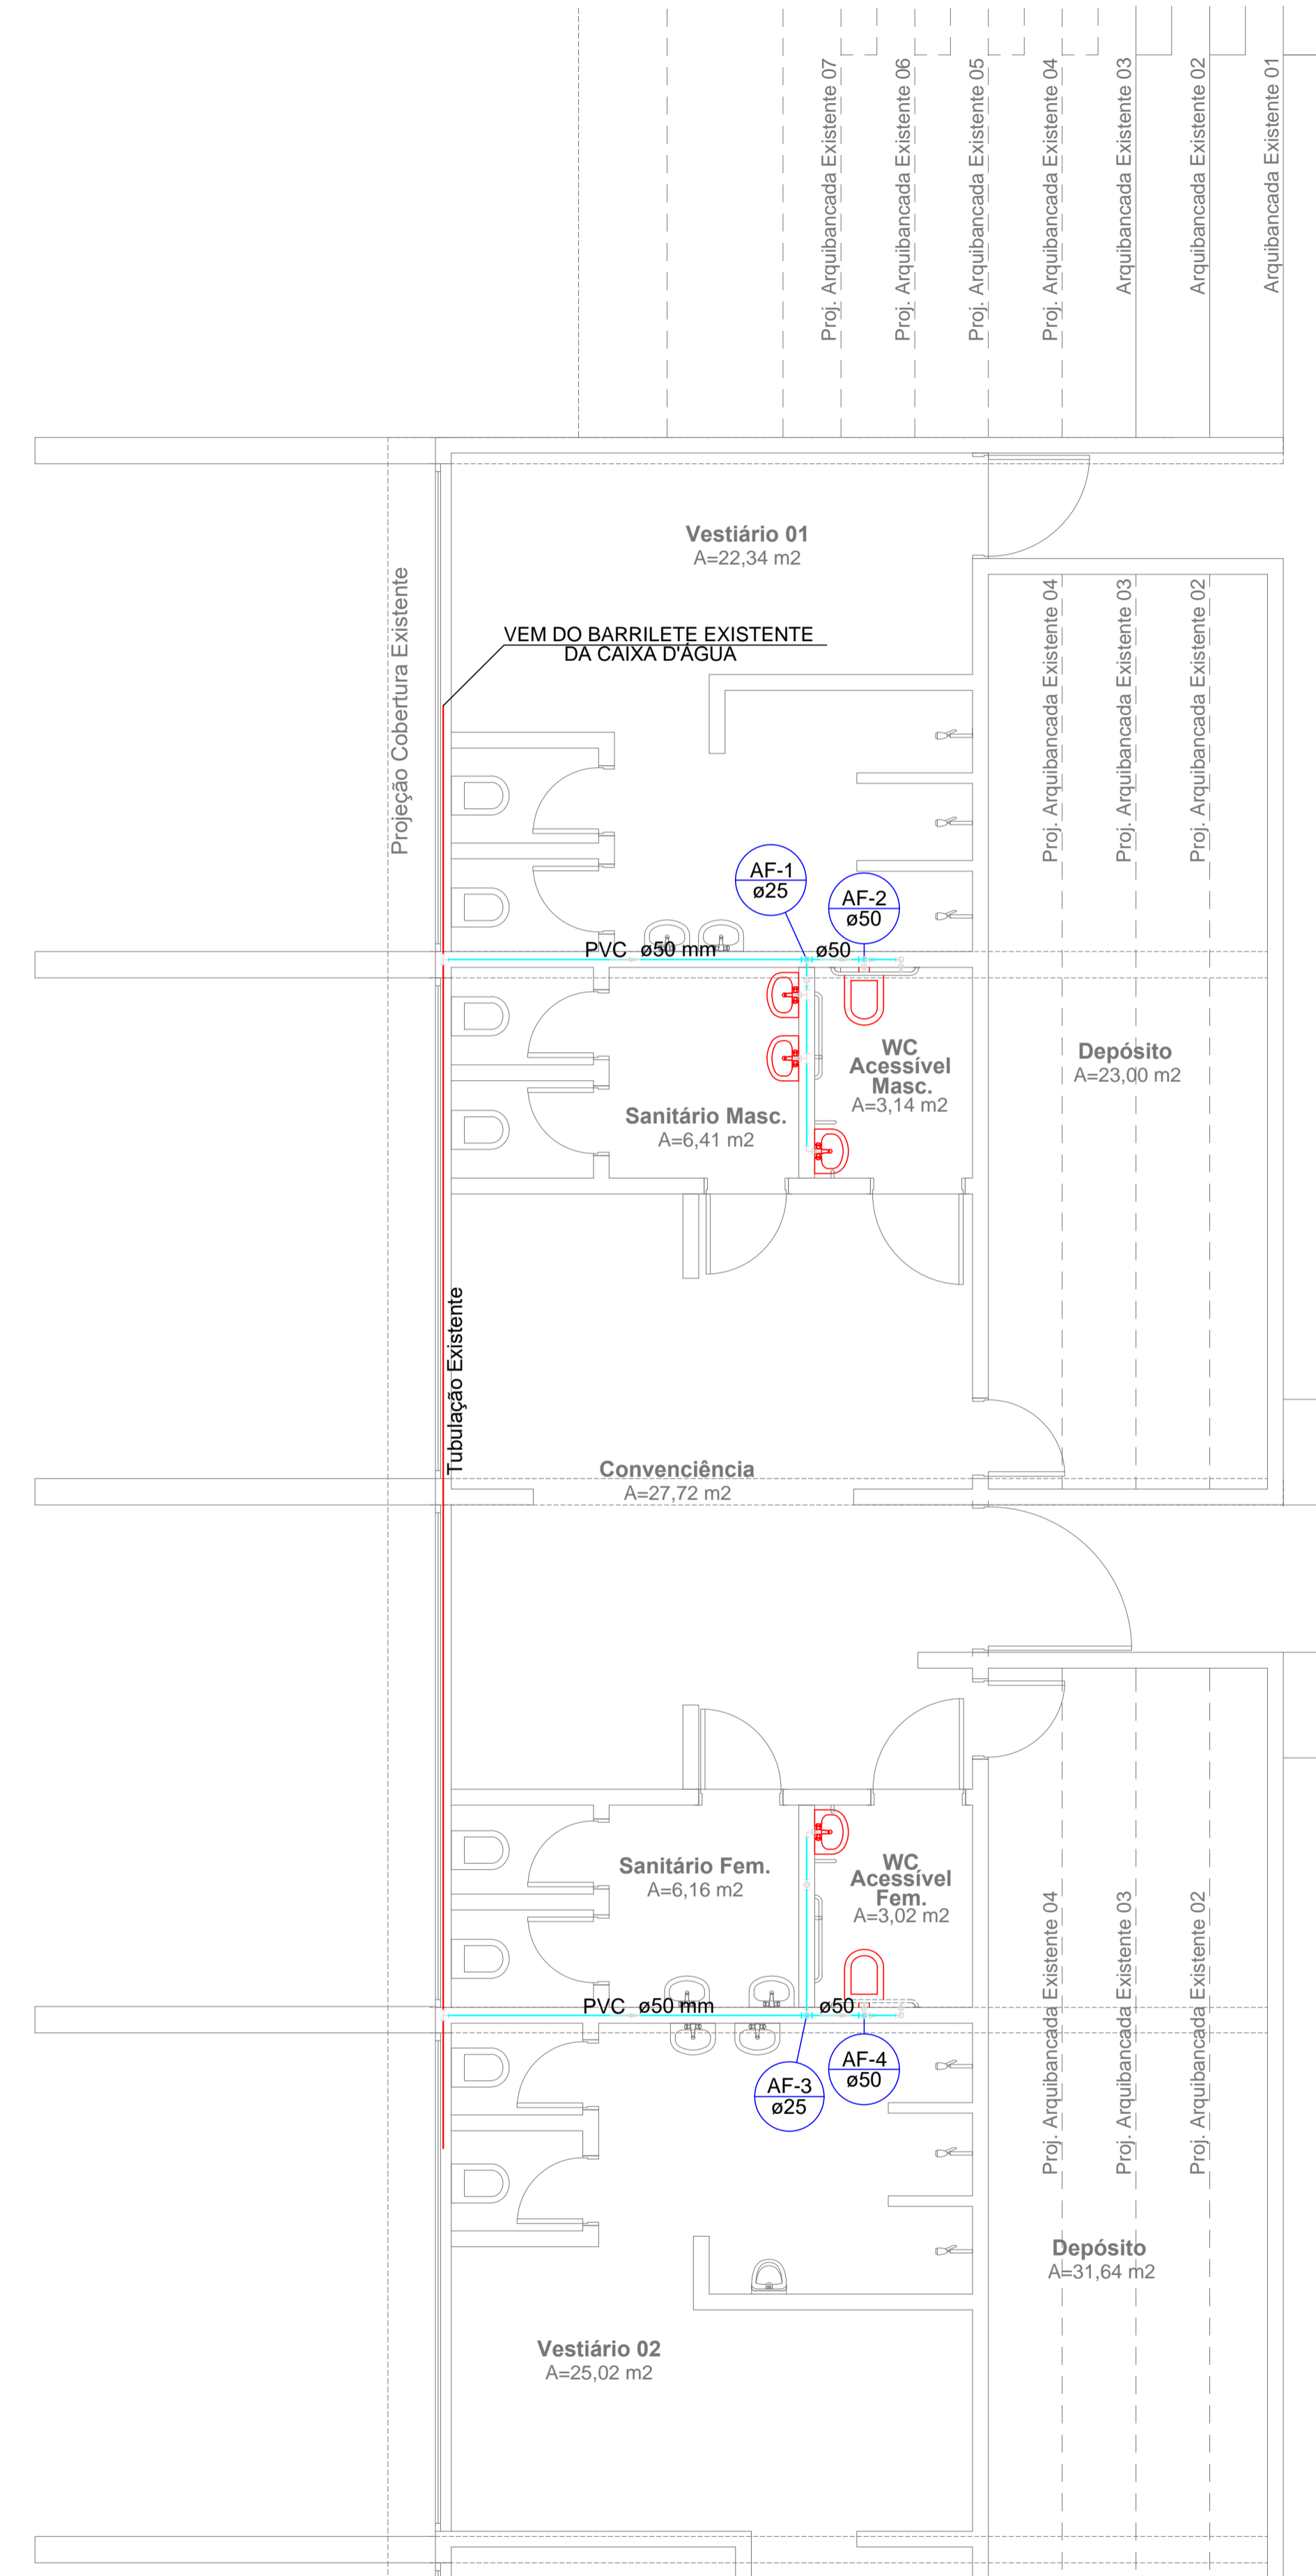 Proj. Arquibancada Existente 07
Proj. Arquibancada Existente 06
Proj. Arquibancada Existente 05
Proj. Arquibancada Existente 04
Arquibancada Existente 03
Arquibancada Existente 02
Arquibancada Existente 01
Vestiário 01
A=22,34 m2
Projeção Cobertura Existente
VEM DO BARRILETE EXISTENTE
DA CAIXA D'ÁGUA
Proj. Arquibancada Existente 04
Proj. Arquibancada Existente 03
Proj. Arquibancada Existente 02
AF-1
ø25
AF-2
ø50
PVC ø50 mm
ø50
WC
Acessível
Masc.
A=3,14 m2
Depósito
A=23,00 m2
Sanitário Masc.
A=6,41 m2
Tubulação Existente
Convenciência
A=27,72 m2
Sanitário Fem.
A=6,16 m2
WC
Acessível
Fem.
A=3,02 m2
Proj. Arquibancada Existente 04
Proj. Arquibancada Existente 03
Proj. Arquibancada Existente 02
PVC ø50 mm
ø50
AF-3
ø25
AF-4
ø50
Depósito
A=31,64 m2
Vestiário 02
A=25,02 m2